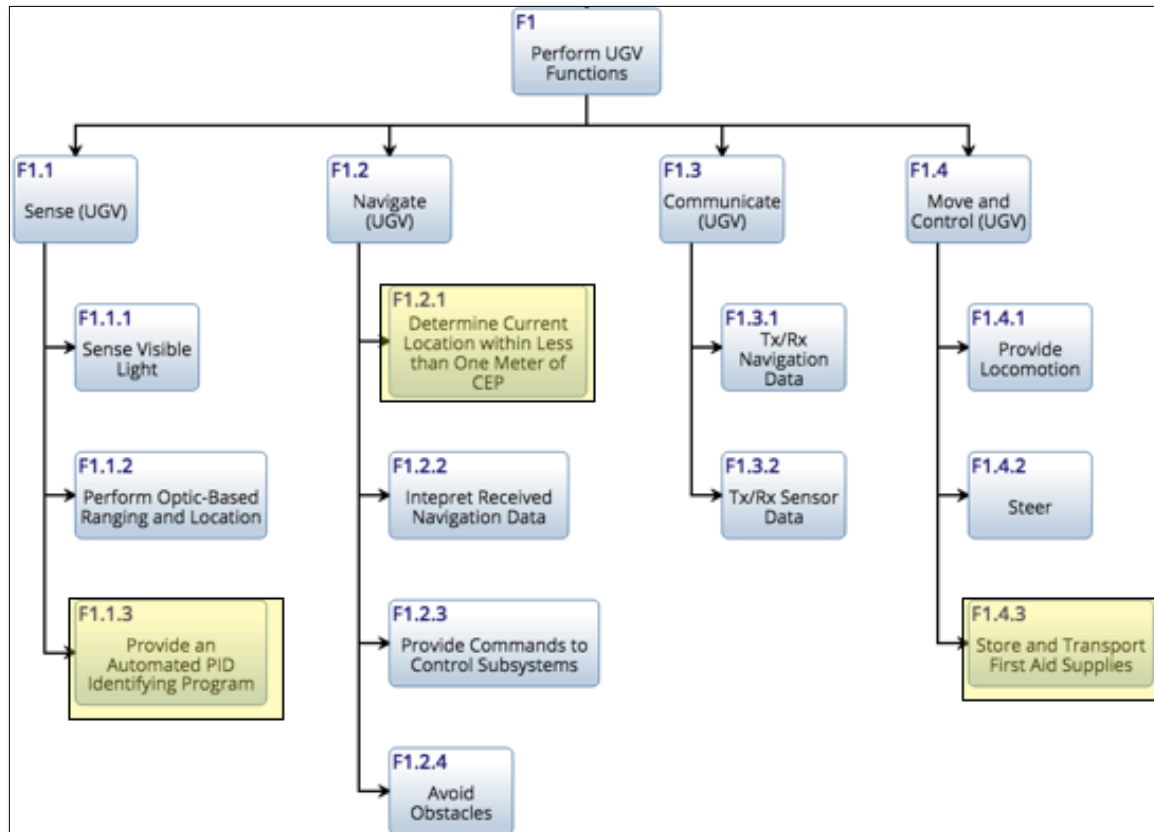 F1
Perform UGV
Functions
F1.1
Sense (UGV)
F1.2
Navigate
(UGV)
F1.3
Communicate
(UGV)
F1.4
Move and
Control (UGV)
F1.1.1
Sense Visible
Light
F1.2.1
Determine Current
Location within Less
than One Meter of
CEP
F1.3.1
Tx/Rx
Navigation
Data
F1.4.1
Provide
Locomotion
F1.1.2
Perform Optic-Based
Ranging and Location
F1.2.2
Intepret Received
Navigation Data
F1.3.2
Tx/Rx Sensor
Data
F1.4.2
Steer
F1.1.3
Provide an
Automated PID
Identifying Program
F1.2.3
Provide Commands to
Control Subsystems
F1.4.3
Store and Transport
First Aid Supplies
F1.2.4
Avoid
Obstacles